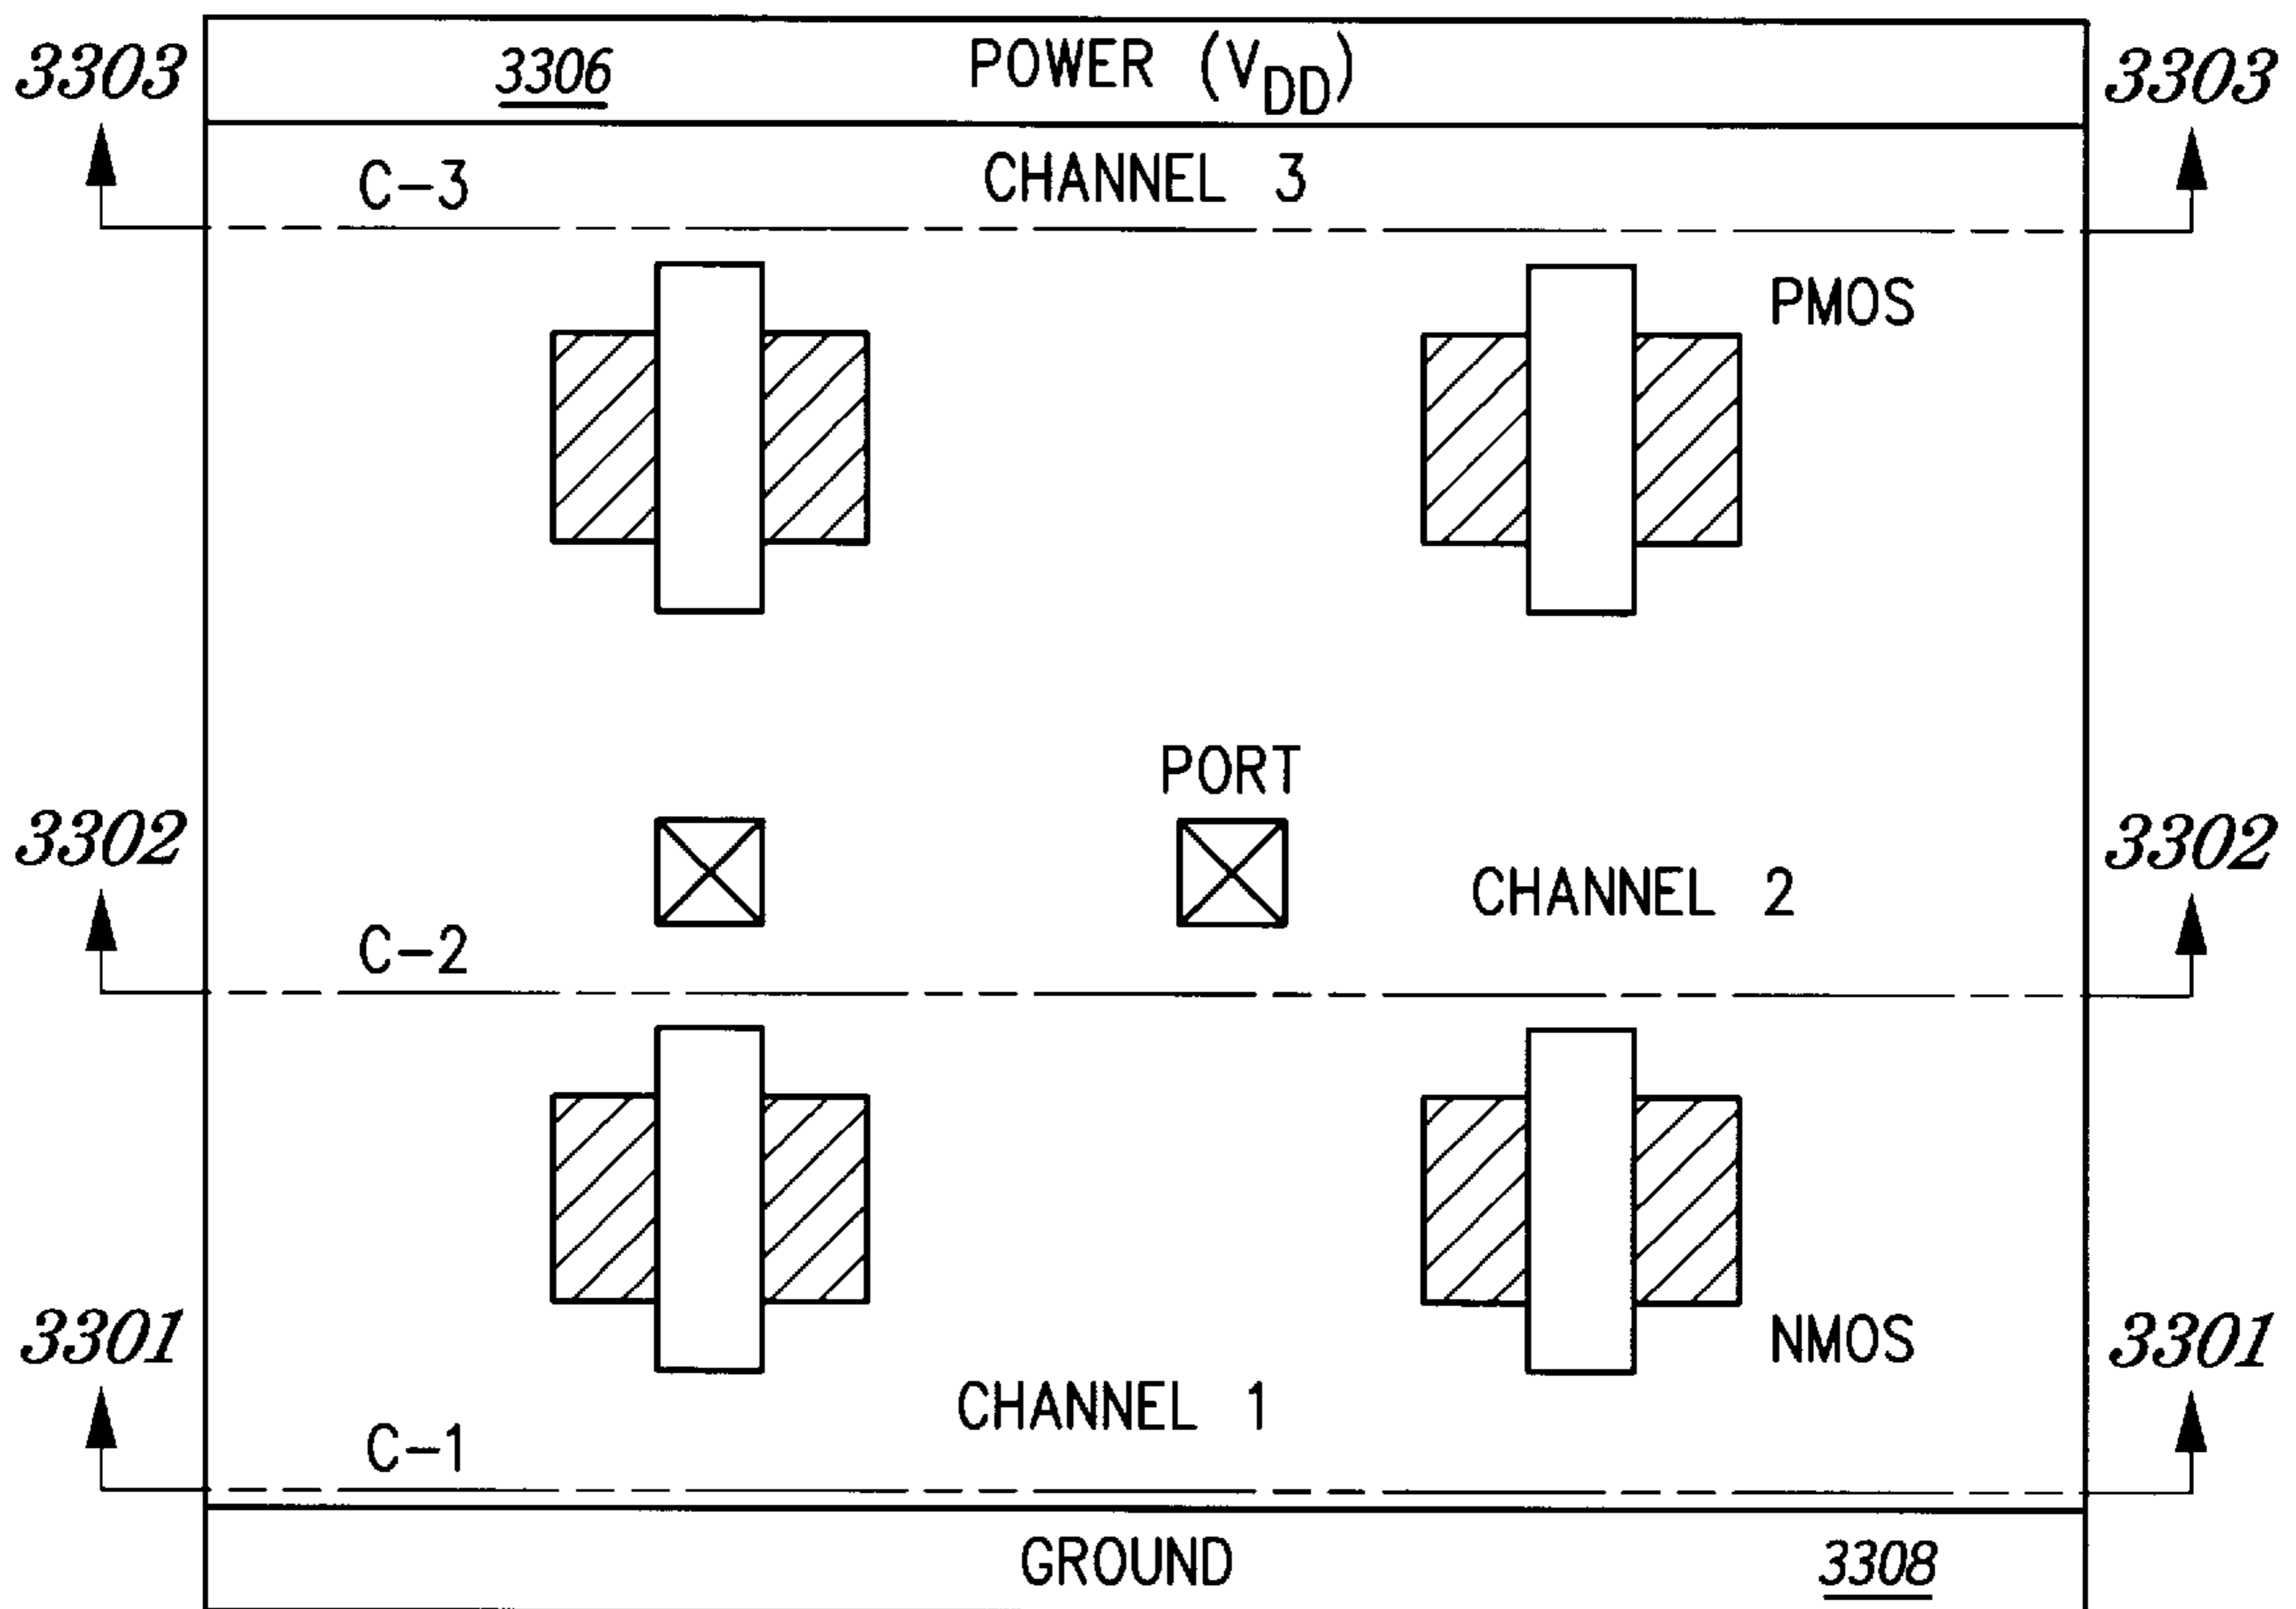 3303 3306 POWER (VDD) 3303
C-3 CHANNEL 3
PMOS
PORT
3302 CHANNEL 2 3302
C-2
3301 NMOS 3301
CHANNEL 1
C-1
GROUND 3308